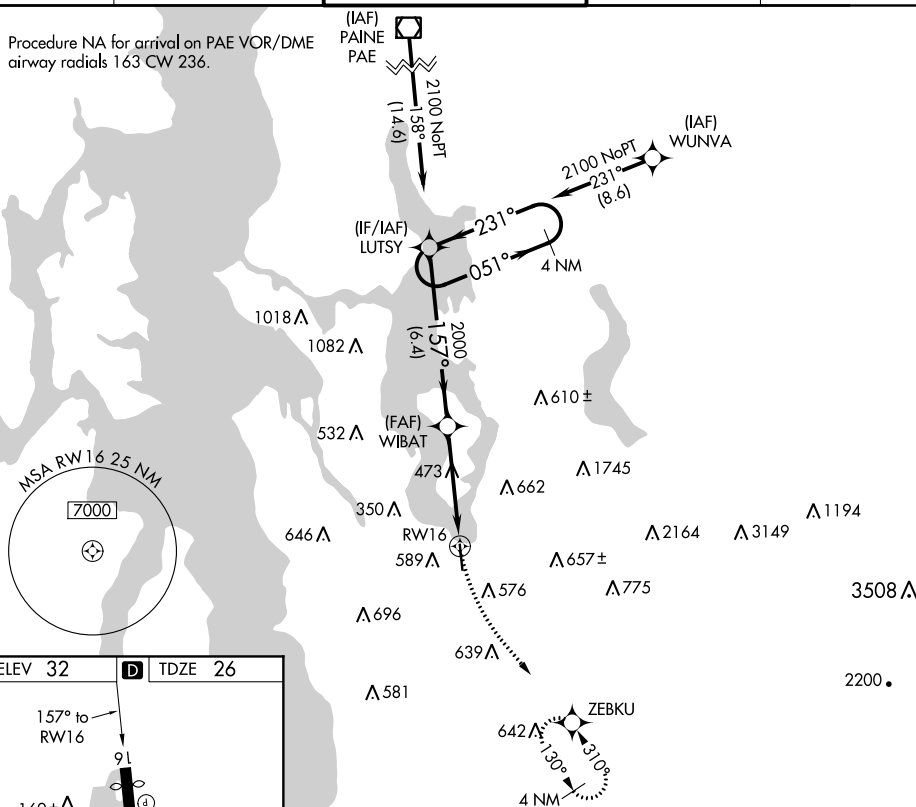 Procedure NA for arrival on PAE VOR/DME
airway radials 163 CW 236.
(IAF)
PAINE
PAE
2100 NoPT
158°
(14.6)
(IAF)
WUNVA
2100 NoPT
231°
(8.6)
(IF/IAF)
LUTSY
231°
051°
4 NM
2000
157°
(6.4)
1018
1082
610 ±
532
(FAF)
WIBAT
473
1745
662
MSA RW16 25 NM
7000
350
646
RW16
589
1194
2164
3149
657 ±
576
775
3508
696
639
581
2200
ELEV 32
D
TDZE 26
157° to
RW16
16
P
ZEBKU
642
130°
310°
4 NM